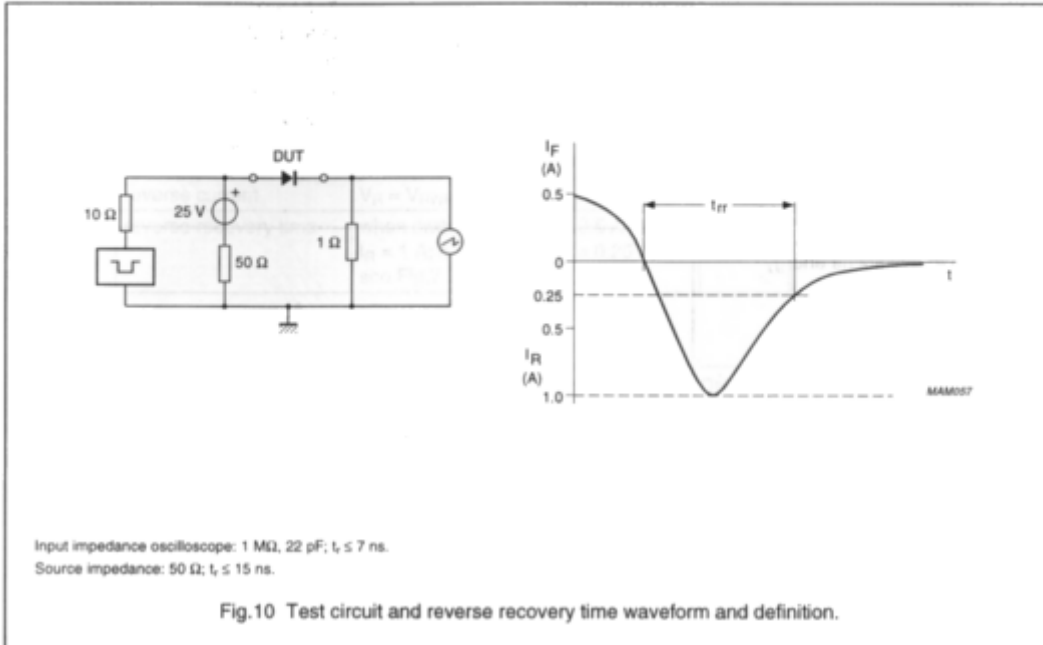 DUT
+
10 Ω
25 V
50 Ω
1 Ω
I_F
(A)
0.5
0
0.25
0.5
I_R
(A)
1.0
t_rr
t
MAM057
Input impedance oscilloscope: 1 MΩ, 22 pF; t_r ≤ 7 ns.
Source impedance: 50 Ω; t_r ≤ 15 ns.
Fig.10 Test circuit and reverse recovery time waveform and definition.